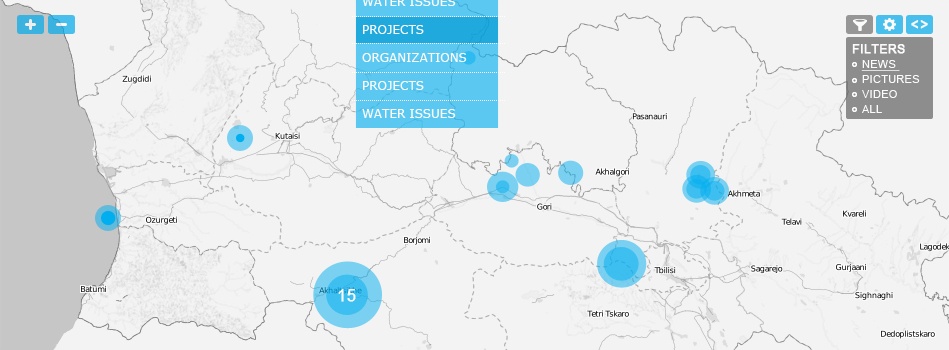 WATER ISSUES
PROJECTS
ORGANIZATIONS
PROJECTS
WATER ISSUES
FILTERS
NEWS
PICTURES
VIDEO
ALL
Zugdidi
Kutaisi
Pasanauri
Akhalgori
Akhmeta
Gori
Ozurgeti
Kvareli
Telavi
Borjomi
Lagodek
Tbilisi
Sagarejo
Gurjaani
Batumi
15
Sighnaghi
Tetri Tskaro
Dedoplistskaro